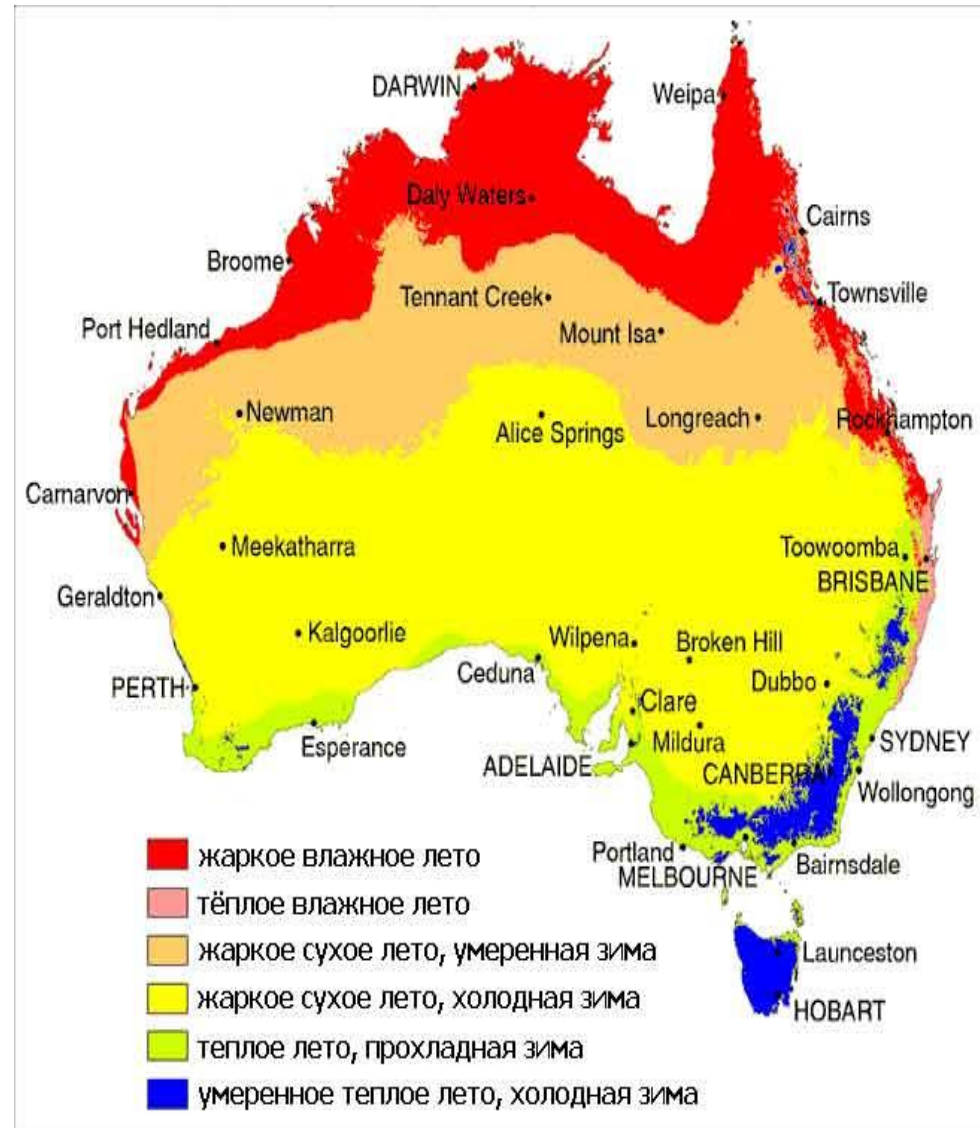 DARWIN
Weipa
Daly Waters
Cairns
Broome
Tennant Creek
Townsville
Port Hedland
Mount Isa
Newman
Alice Springs
Longreach
Rockhampton
Carnarvon
Meekatharra
Toowoomba
BRISBANE
Geraldton
Kalgoorlie
Wilpena
Broken Hill
Ceduna
Dubbo
PERTH
Clare
Esperance
Mildura
SYDNEY
ADELAIDE
CANBERRA
Wollongong
Portland
MELBOURNE
Bairnsdale
Launceston
HOBART
жаркое влажное лето
тёплое влажное лето
жаркое сухое лето, умеренная зима
жаркое сухое лето, холодная зима
теплое лето, прохладная зима
умеренное теплое лето, холодная зима